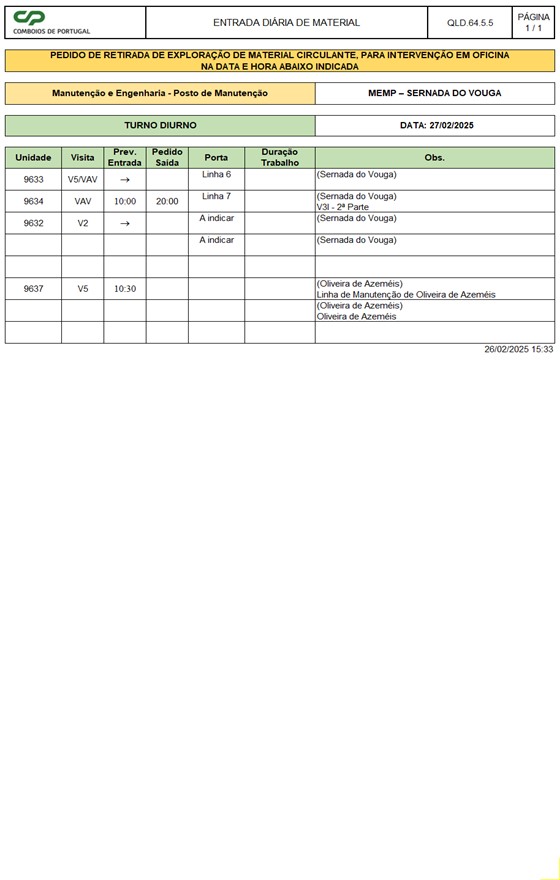 CP
COMBOIOS DE PORTUGAL
ENTRADA DIÁRIA DE MATERIAL
QLD.64.5.5
PÁGINA
1 / 1
PEDIDO DE RETIRADA DE EXPLORAÇÃO DE MATERIAL CIRCULANTE, PARA INTERVENÇÃO EM OFICINA
NA DATA E HORA ABAIXO INDICADA
Manutenção e Engenharia - Posto de Manutenção
MEMP – SERNADA DO VOUGA
TURNO DIURNO
DATA: 27/02/2025
Unidade Visita Prev. Entrada Pedido Saída Porta Duração Trabalho Obs.
9633 V5/VAV → Linha 6 (Sernada do Vouga)
9634 VAV 10:00 20:00 Linha 7 (Sernada do Vouga)
V3I - 2ª Parte
9632 V2 → A indicar (Sernada do Vouga)
A indicar (Sernada do Vouga)
9637 V5 10:30 (Oliveira de Azeméis)
Linha de Manutenção de Oliveira de Azeméis
(Oliveira de Azeméis)
Oliveira de Azeméis
26/02/2025 15:33